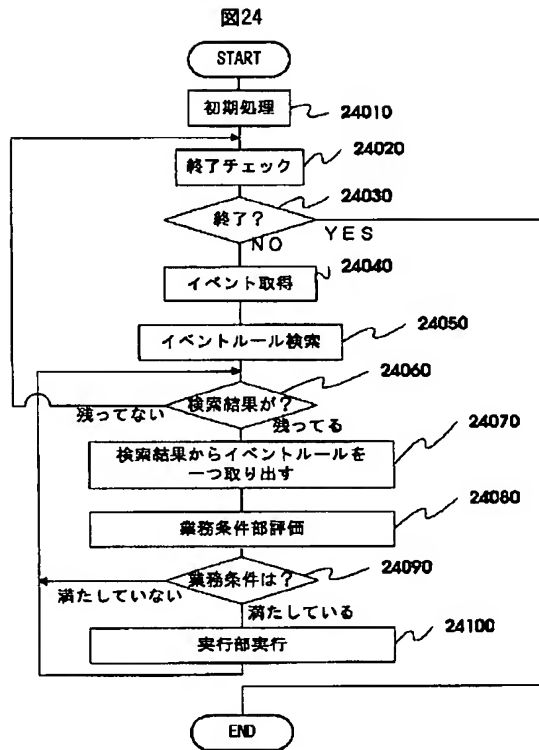 図24
START
初期処理
24010
24020
終了チェック
24030
終了？
NO
YES
24040
イベント取得
24050
イベントルール検索
24060
検索結果が？
残ってない
残ってる
24070
検索結果からイベントルールを
一つ取り出す
24080
業務条件部評価
24090
業務条件は？
満たしていない
満たしている
24100
実行部実行
END